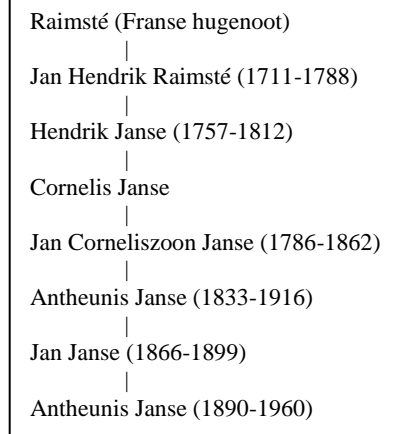 Raimsté (Franse hugenoot)
|
Jan Hendrik Raimsté (1711-1788)
|
Hendrik Janse (1757-1812)
|
Cornelis Janse
|
Jan Corneliszoon Janse (1786-1862)
|
Antheunis Janse (1833-1916)
|
Jan Janse (1866-1899)
|
Antheunis Janse (1890-1960)